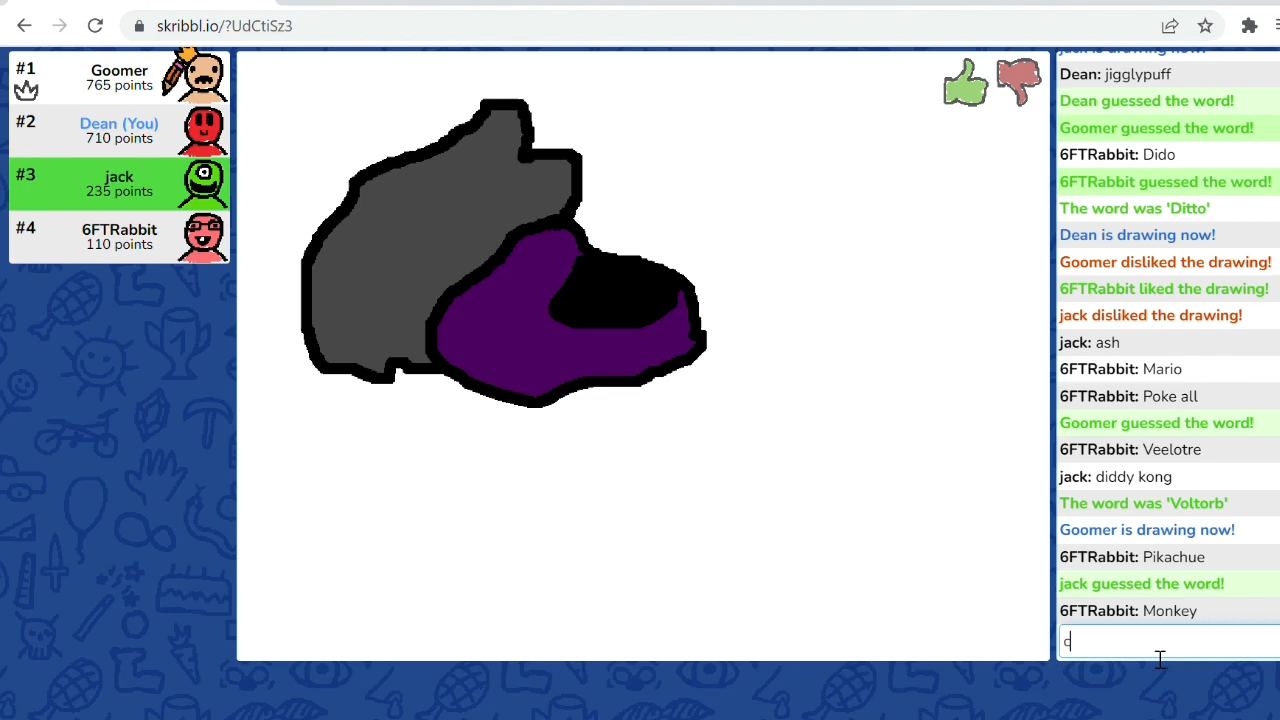 skribbl.io/?UdCtiSz3
#1
Goomer
765 points
#2
Dean (You)
710 points
#3
jack
235 points
#4
6FTRabbit
110 points
jack is drawing now!
Dean: jigglypuff
Dean guessed the word!
Goomer guessed the word!
6FTRabbit: Dido
6FTRabbit guessed the word!
The word was 'Ditto'
Dean is drawing now!
Goomer disliked the drawing!
6FTRabbit liked the drawing!
jack disliked the drawing!
jack: ash
6FTRabbit: Mario
6FTRabbit: Poke all
Goomer guessed the word!
6FTRabbit: Veelotre
jack: diddy kong
The word was 'Voltorb'
Goomer is drawing now!
6FTRabbit: Pikachue
jack guessed the word!
6FTRabbit: Monkey
c